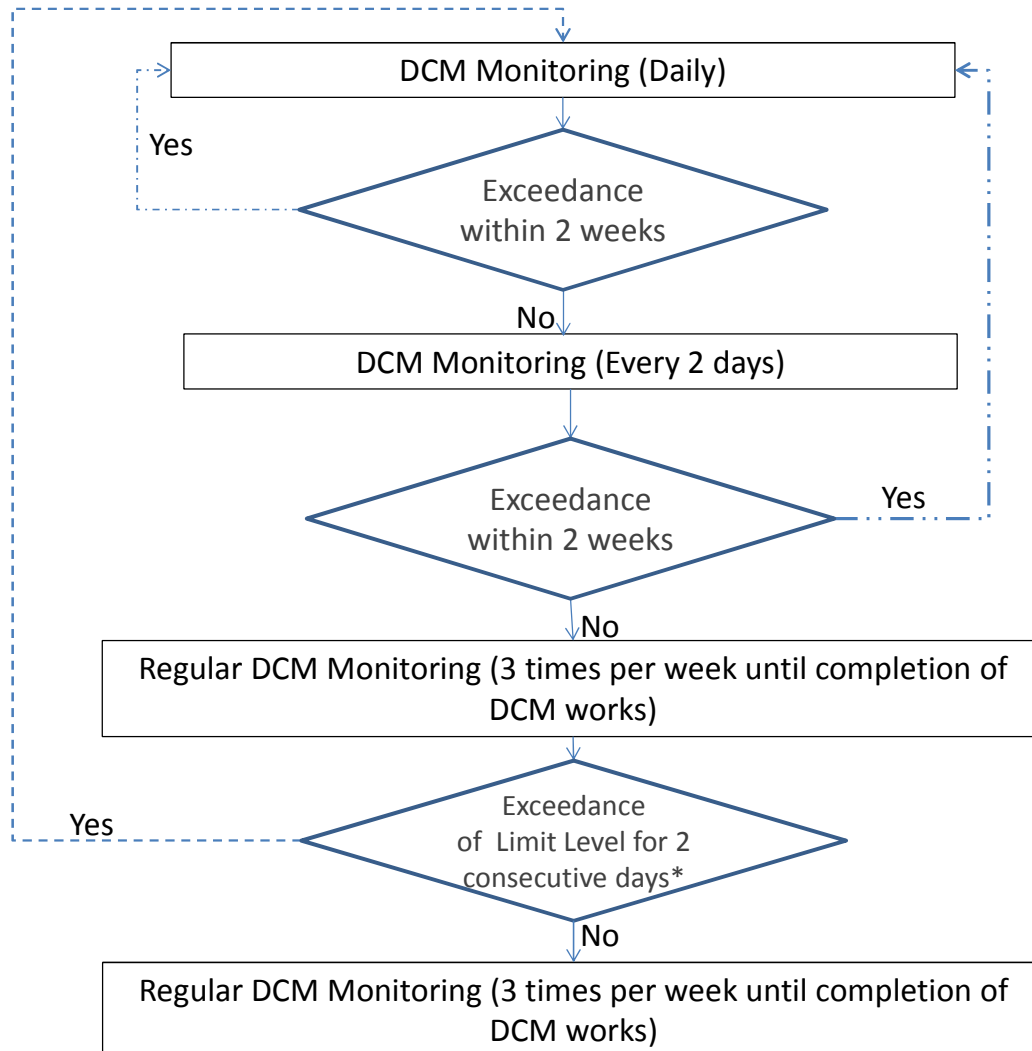 DCM Monitoring (Daily)
Yes
Exceedance
within 2 weeks
No
DCM Monitoring (Every 2 days)
Exceedance
within 2 weeks
Yes
No
Regular DCM Monitoring (3 times per week until completion of
DCM works)
Exceedance
of Limit Level for 2
consecutive days*
Yes
No
Regular DCM Monitoring (3 times per week until completion of
DCM works)